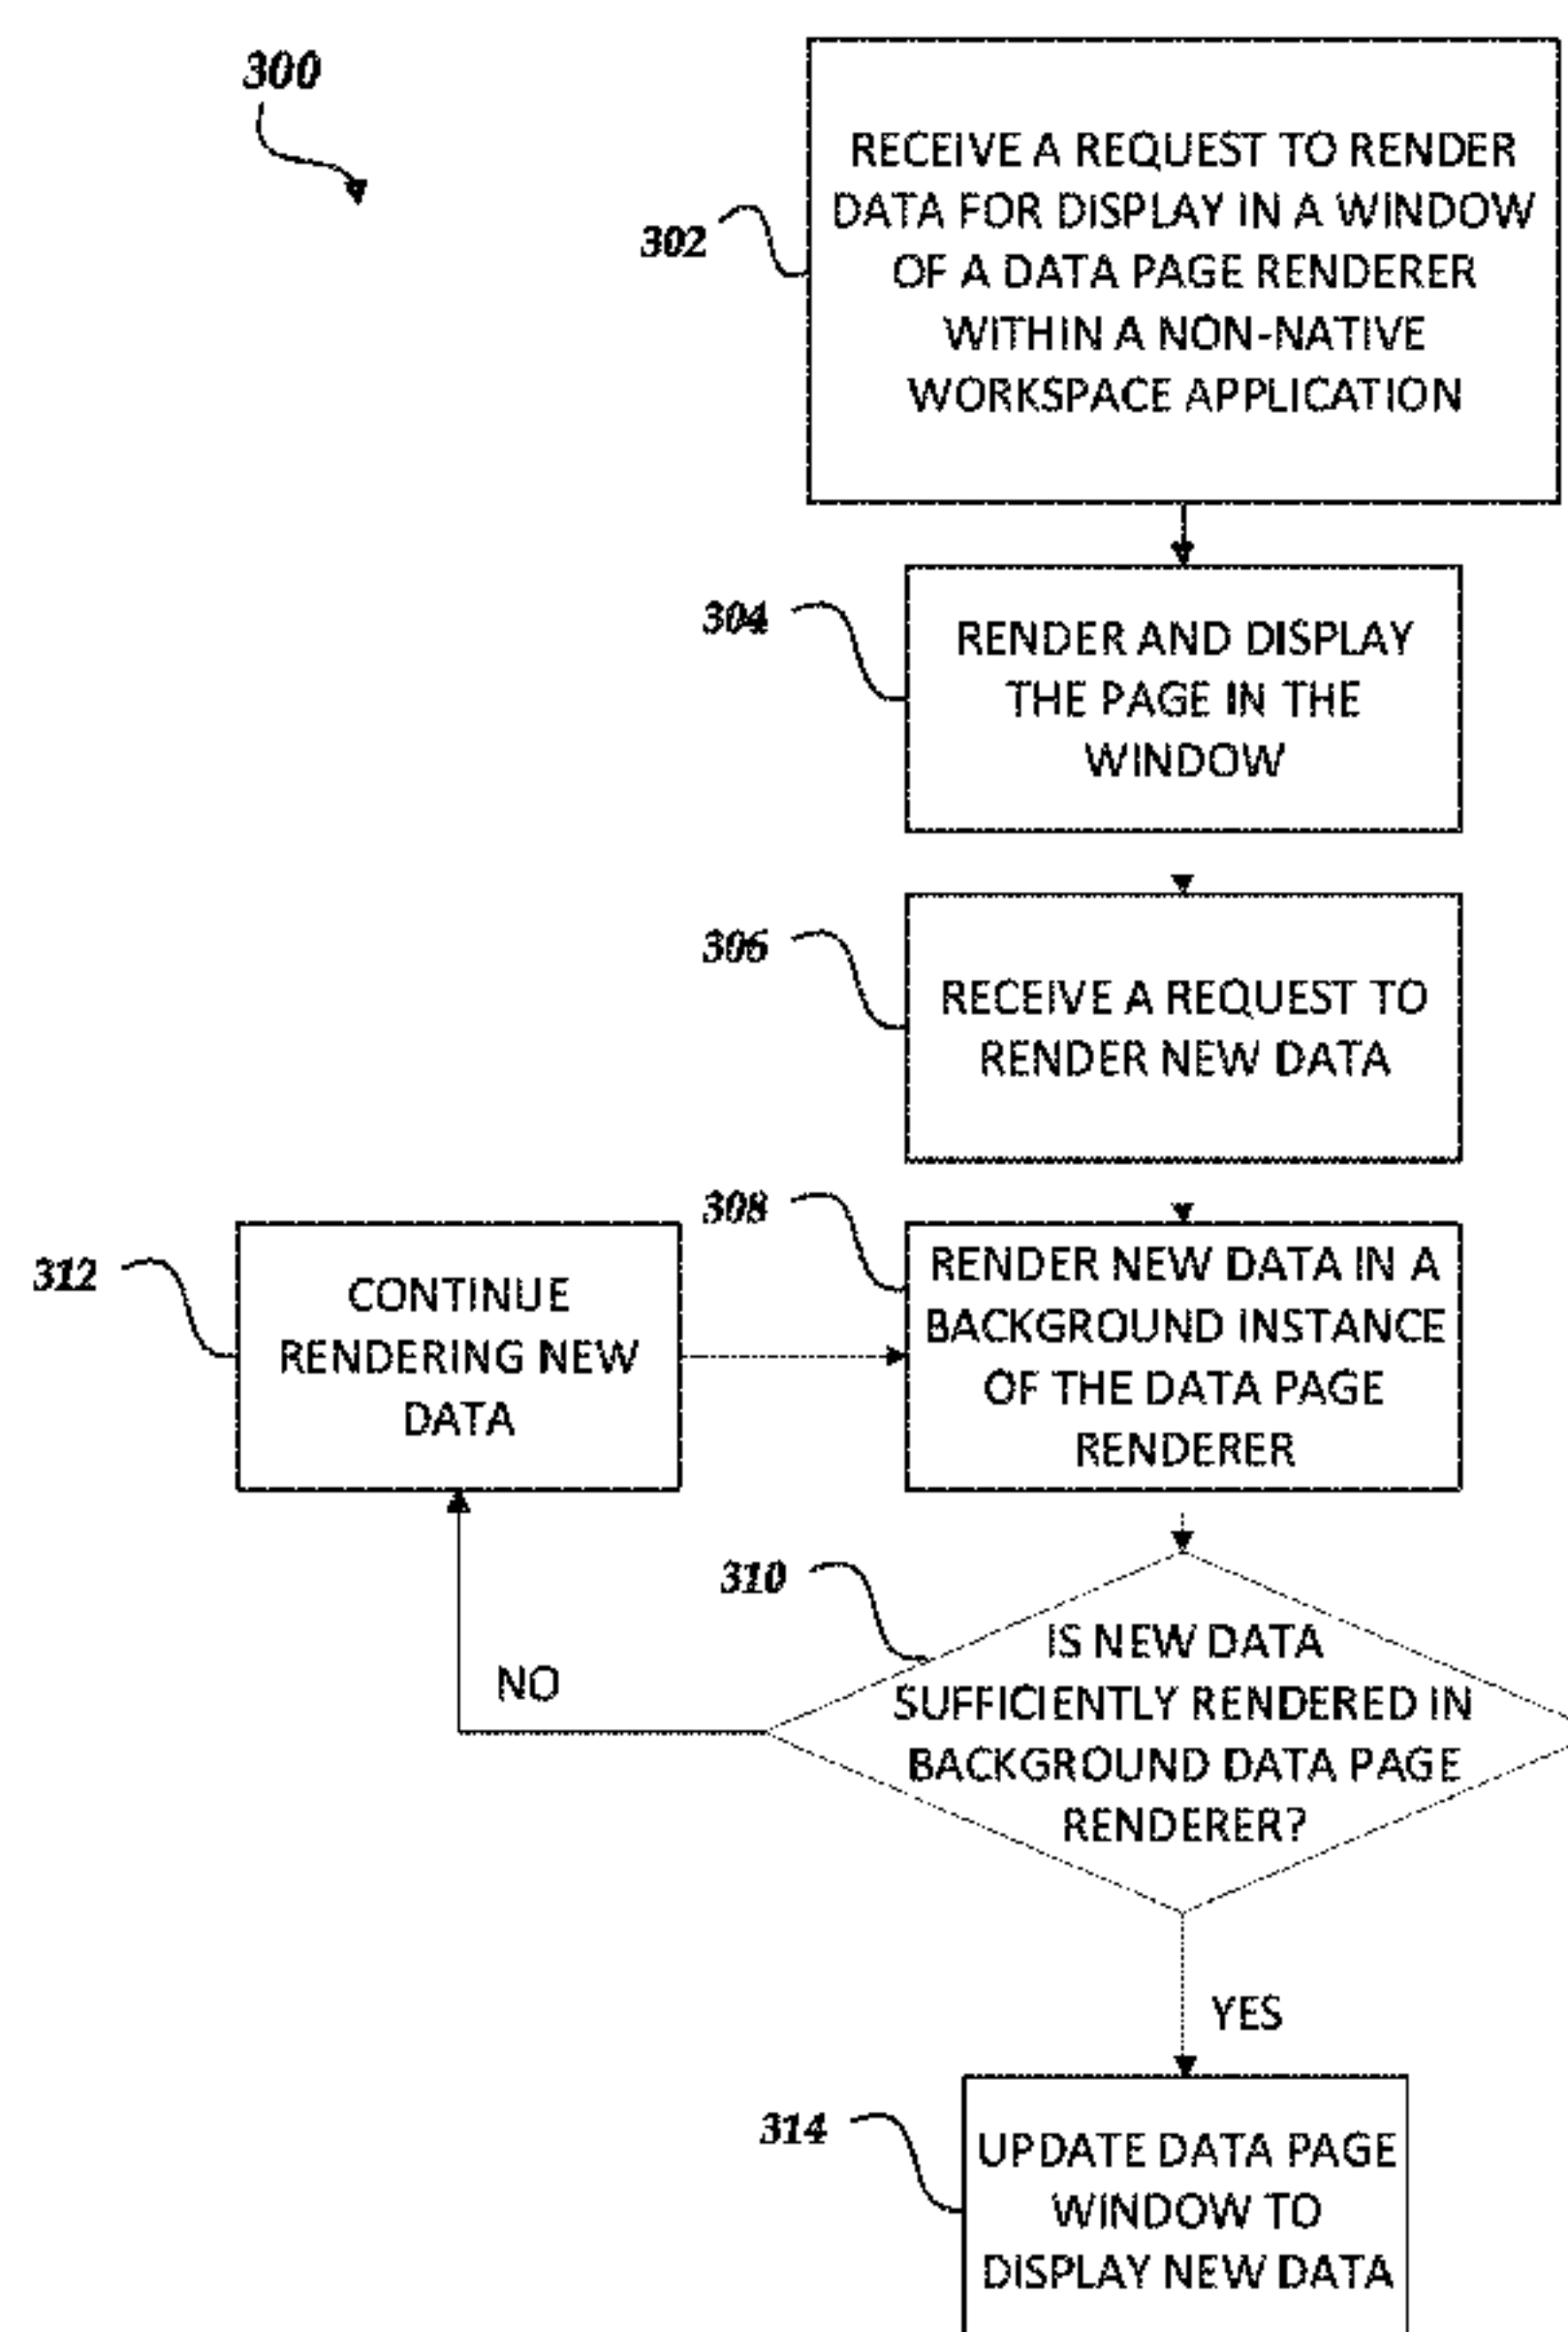 300
302
RECEIVE A REQUEST TO RENDER
DATA FOR DISPLAY IN A WINDOW
OF A DATA PAGE RENDERER
WITHIN A NON-NATIVE
WORKSPACE APPLICATION
304
RENDER AND DISPLAY
THE PAGE IN THE
WINDOW
306
RECEIVE A REQUEST TO
RENDER NEW DATA
308
RENDER NEW DATA IN A
BACKGROUND INSTANCE
OF THE DATA PAGE
RENDERER
312
CONTINUE
RENDERING NEW
DATA
310
IS NEW DATA
SUFFICIENTLY RENDERED IN
BACKGROUND DATA PAGE
RENDERER?
NO
YES
314
UPDATE DATA PAGE
WINDOW TO
DISPLAY NEW DATA